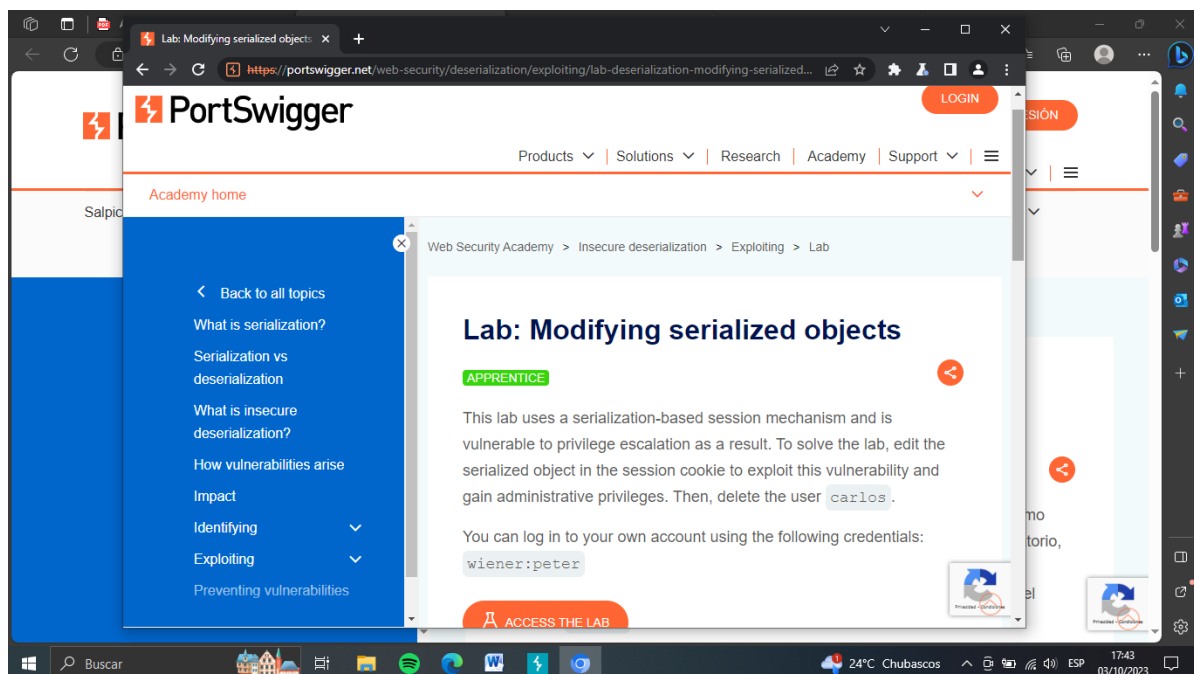 Lab: Modifying serialized objects
https://portswigger.net/web-security/deserialization/exploiting/lab-deserialization-modifying-serialized...
PortSwigger
LOGIN
SIÓN
Products
Solutions
Research
Academy
Support
Academy home
Salpic
Web Security Academy > Insecure deserialization > Exploiting > Lab
Back to all topics
What is serialization?
Serialization vs
deserialization
What is insecure
deserialization?
How vulnerabilities arise
Impact
Identifying
Exploiting
Preventing vulnerabilities
Lab: Modifying serialized objects
APPRENTICE
This lab uses a serialization-based session mechanism and is
vulnerable to privilege escalation as a result. To solve the lab, edit the
serialized object in the session cookie to exploit this vulnerability and
gain administrative privileges. Then, delete the user carlos.
You can log in to your own account using the following credentials:
wiener:peter
ACCESS THE LAB
mo
torio,
el
Privacidad - Condiciones
Privacidad - Condiciones
Buscar
24°C Chubascos
ESP
17:43
03/10/2023